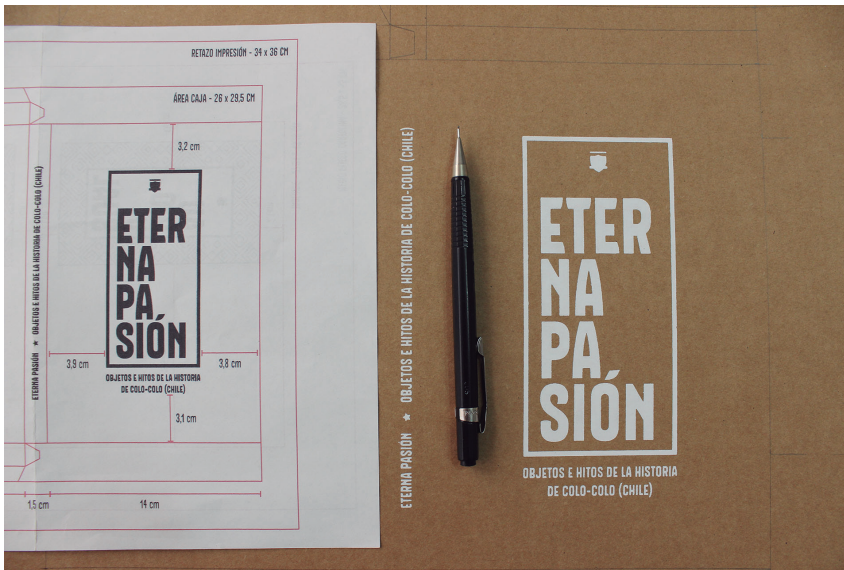 RETAZO IMPRESIÓN - 34 x 36 CM
ÁREA CAJA - 26 x 29,5 CM
3,2 cm
ETERNA PASIÓN ★ OBJETOS E HITOS DE LA HISTORIA DE COLO-COLO (CHILE)
ETER
NA
PA
SIÓN
3,9 cm
3,8 cm
OBJETOS E HITOS DE LA HISTORIA
DE COLO-COLO (CHILE)
3,1 cm
1,5 cm
14 cm
ETERNA PASIÓN ★ OBJETOS E HITOS DE LA HISTORIA DE COLO-COLO (CHILE)
ETER
NA
PA
SIÓN
OBJETOS E HITOS DE LA HISTORIA
DE COLO-COLO (CHILE)